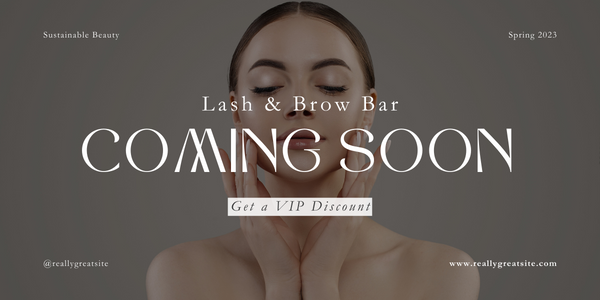 Sustainable Beauty
Spring 2023
Lash & Brow Bar
COMING SOON
Get a VIP Discount
@reallygreatsite
www.reallygreatsite.com